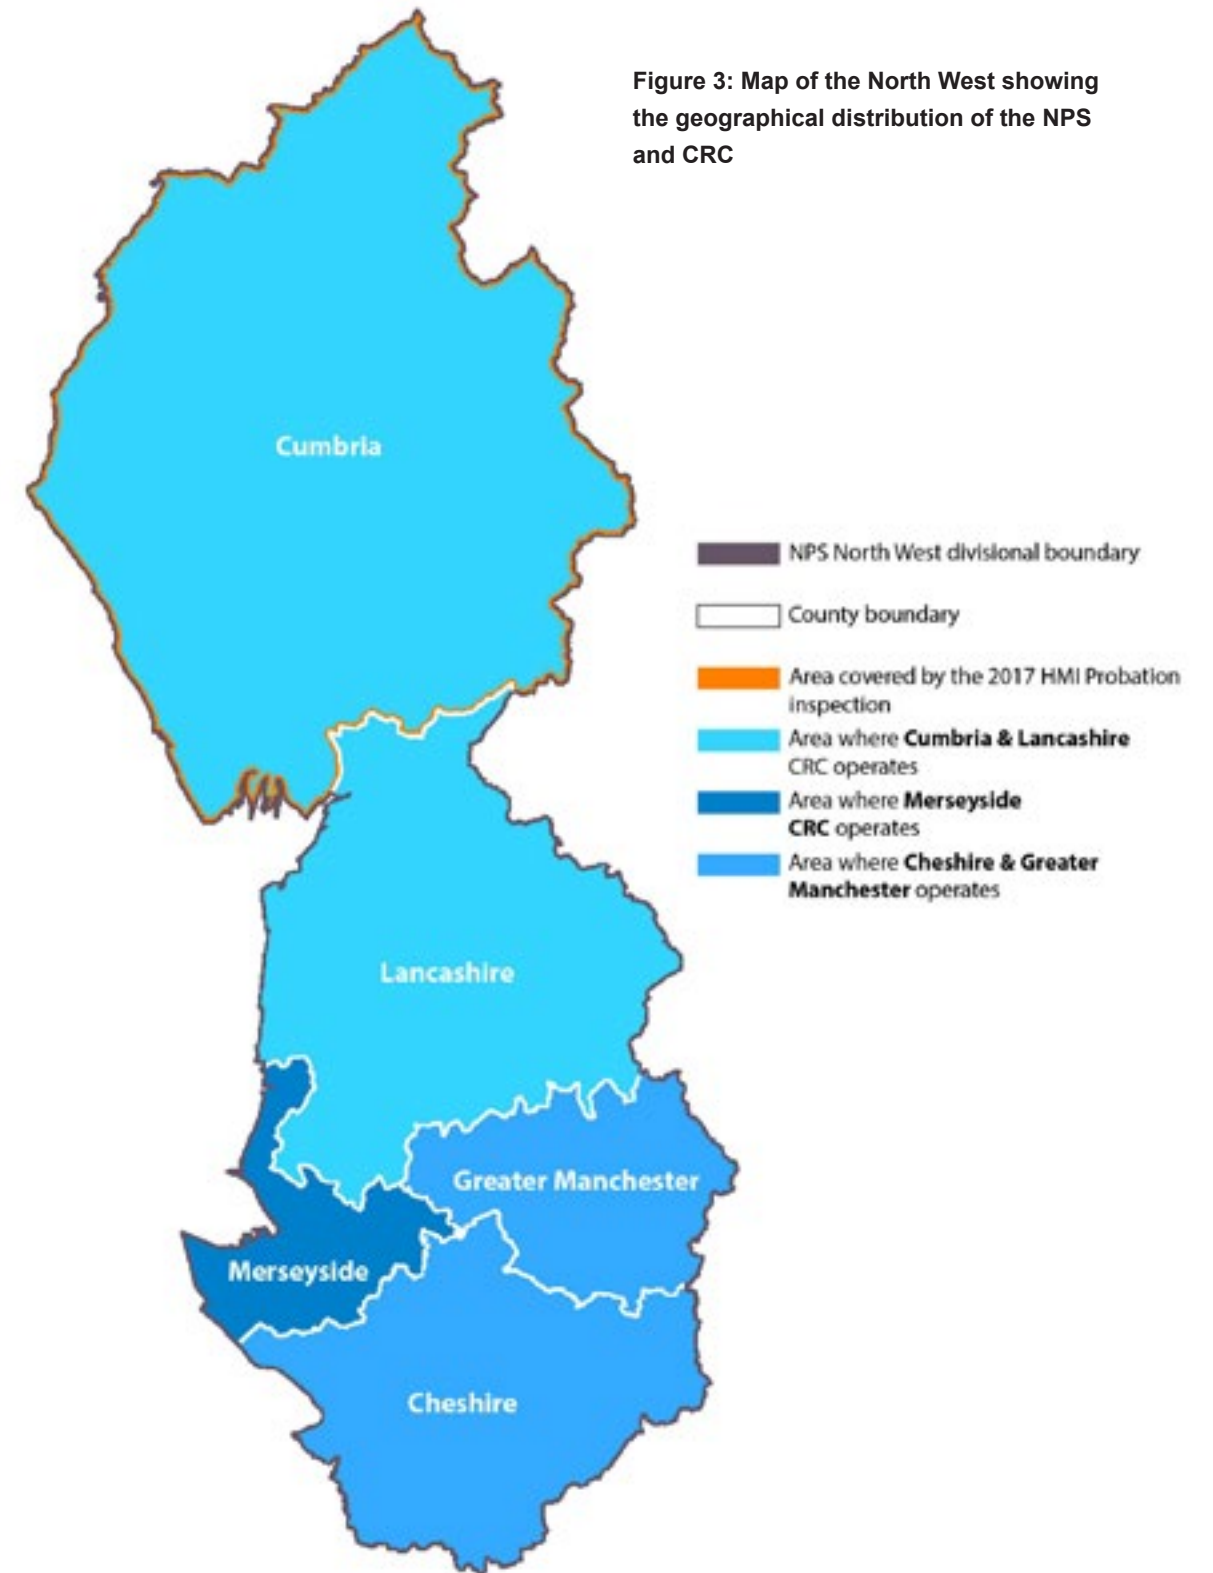 Figure 3: Map of the North West showing
the geographical distribution of the NPS
and CRC
Cumbria
NPS North West divisional boundary
County boundary
Area covered by the 2017 HMI Probation
inspection
Area where Cumbria & Lancashire
CRC operates
Area where Merseyside
CRC operates
Area where Cheshire & Greater
Manchester operates
Lancashire
Greater Manchester
Merseyside
Cheshire